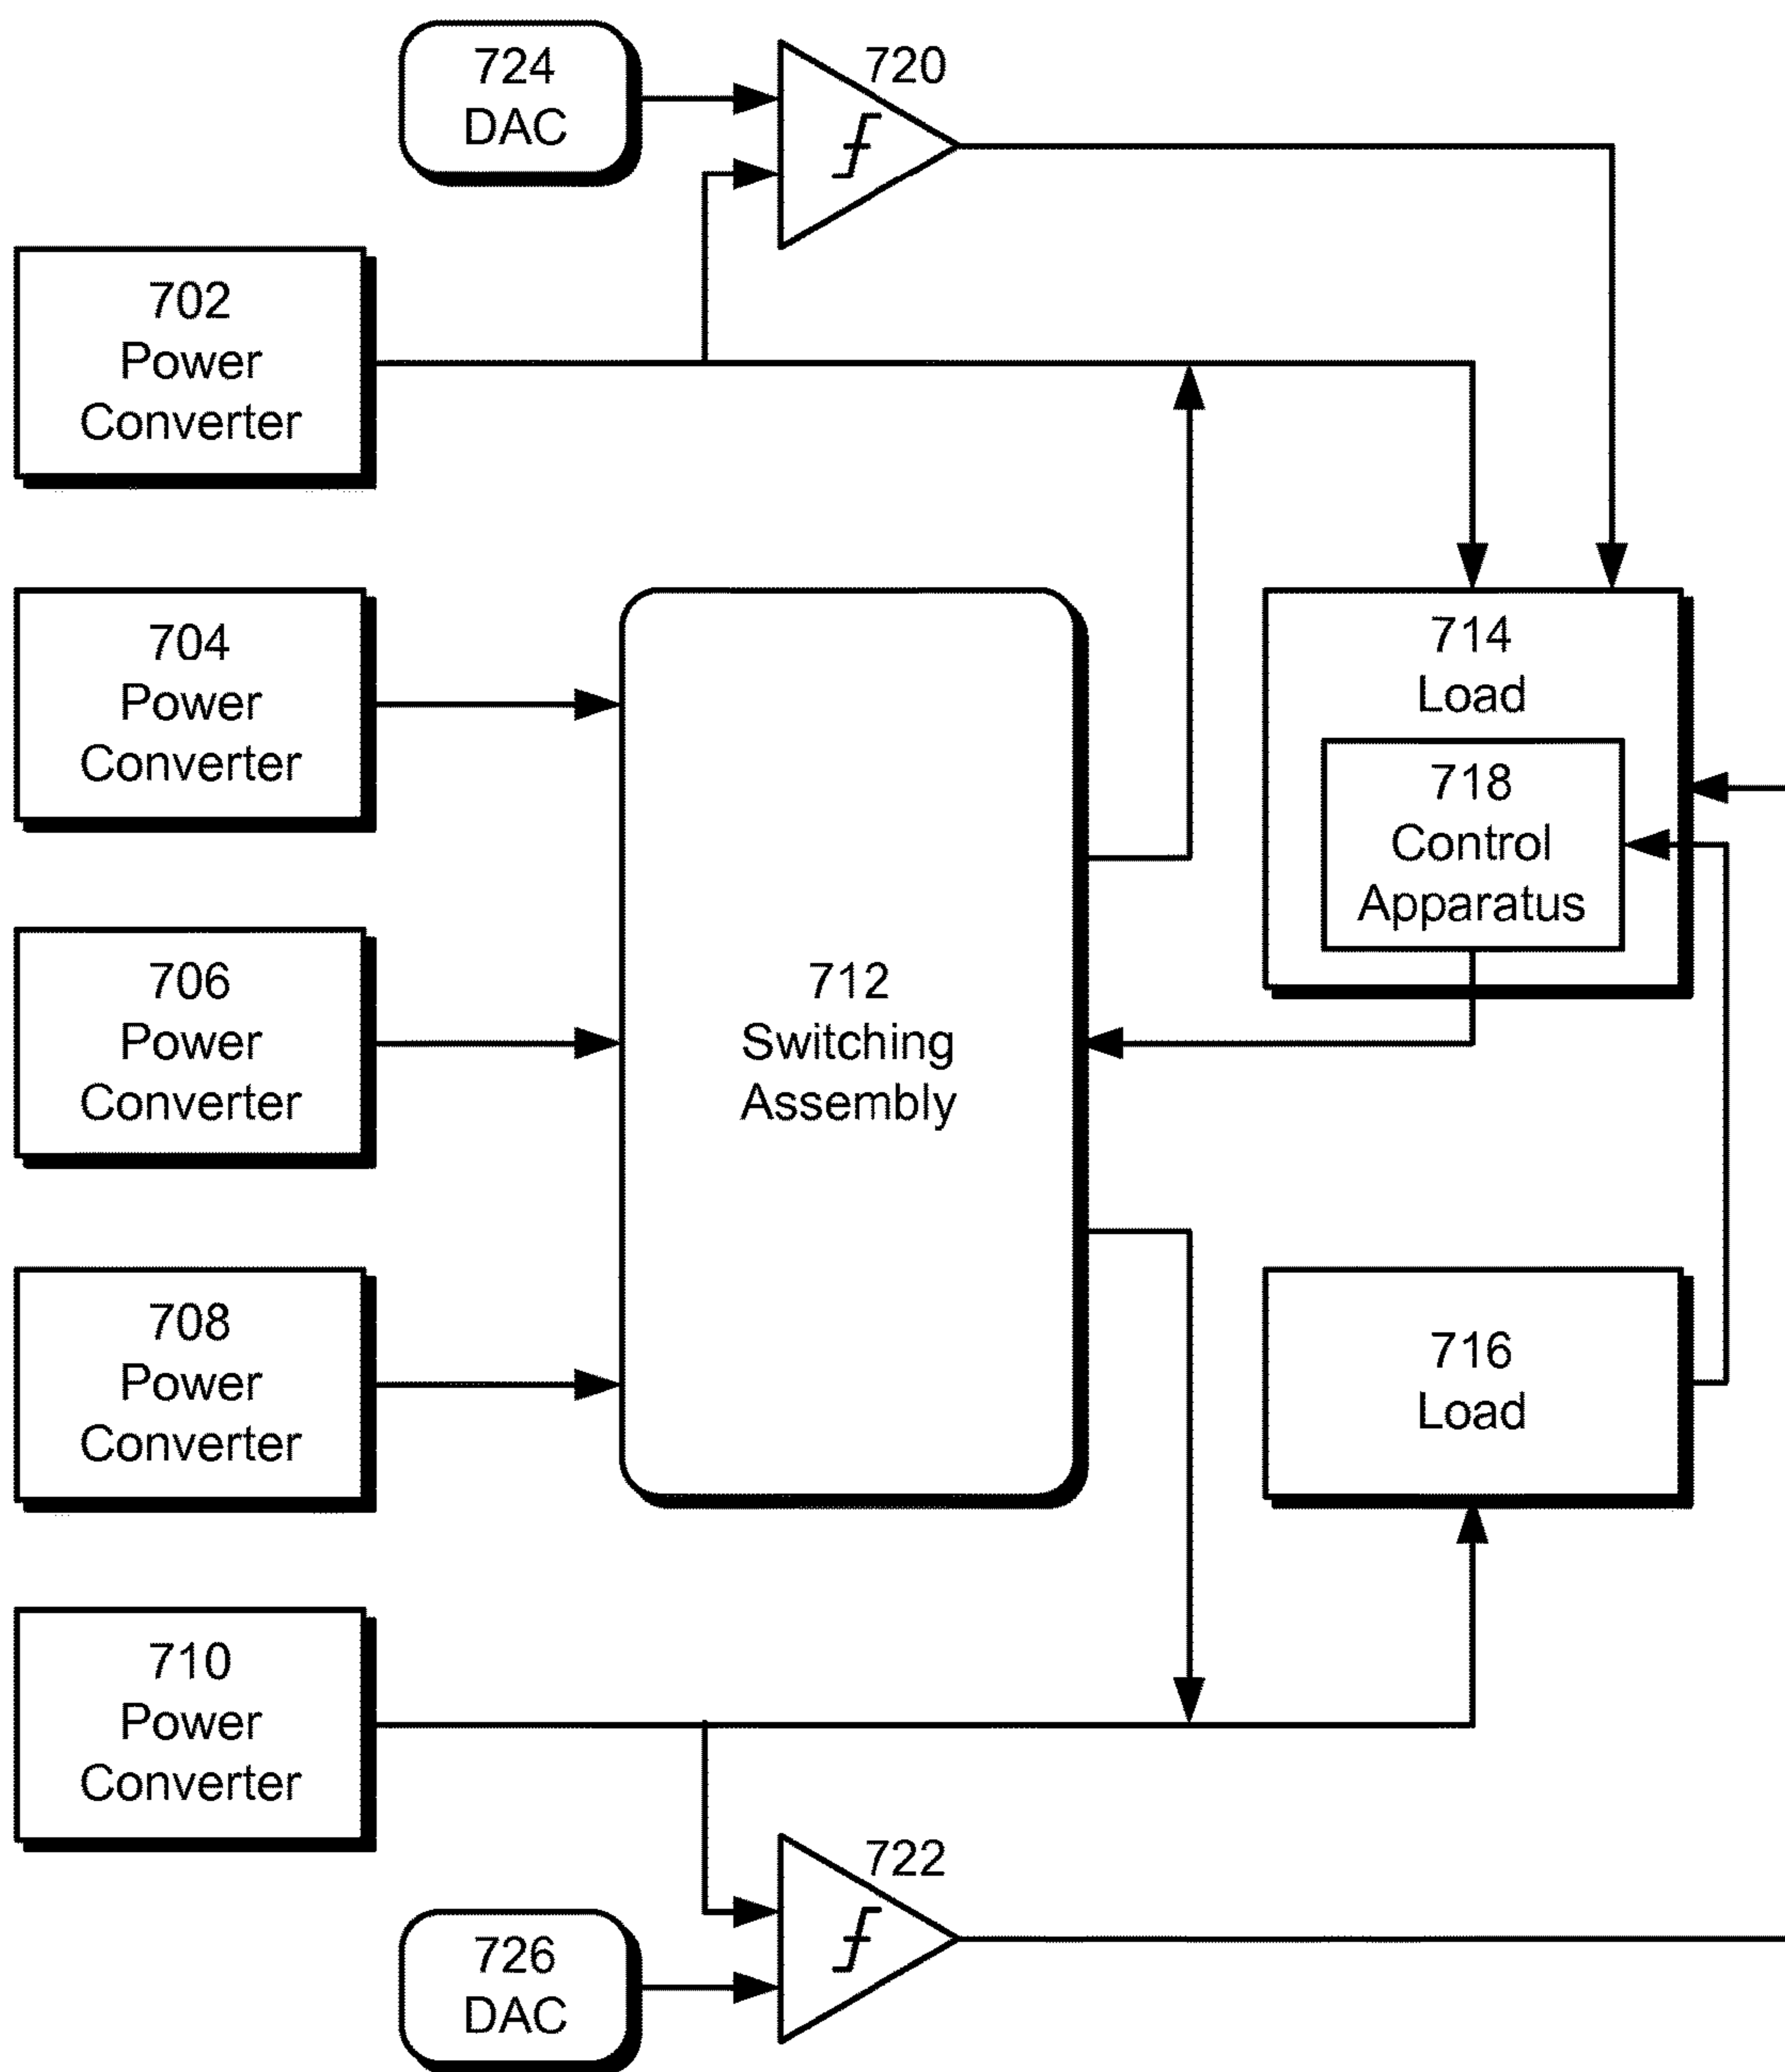 724
DAC
720
702
Power
Converter
704
Power
Converter
714
Load
718
Control
Apparatus
706
Power
Converter
712
Switching
Assembly
708
Power
Converter
716
Load
710
Power
Converter
722
726
DAC